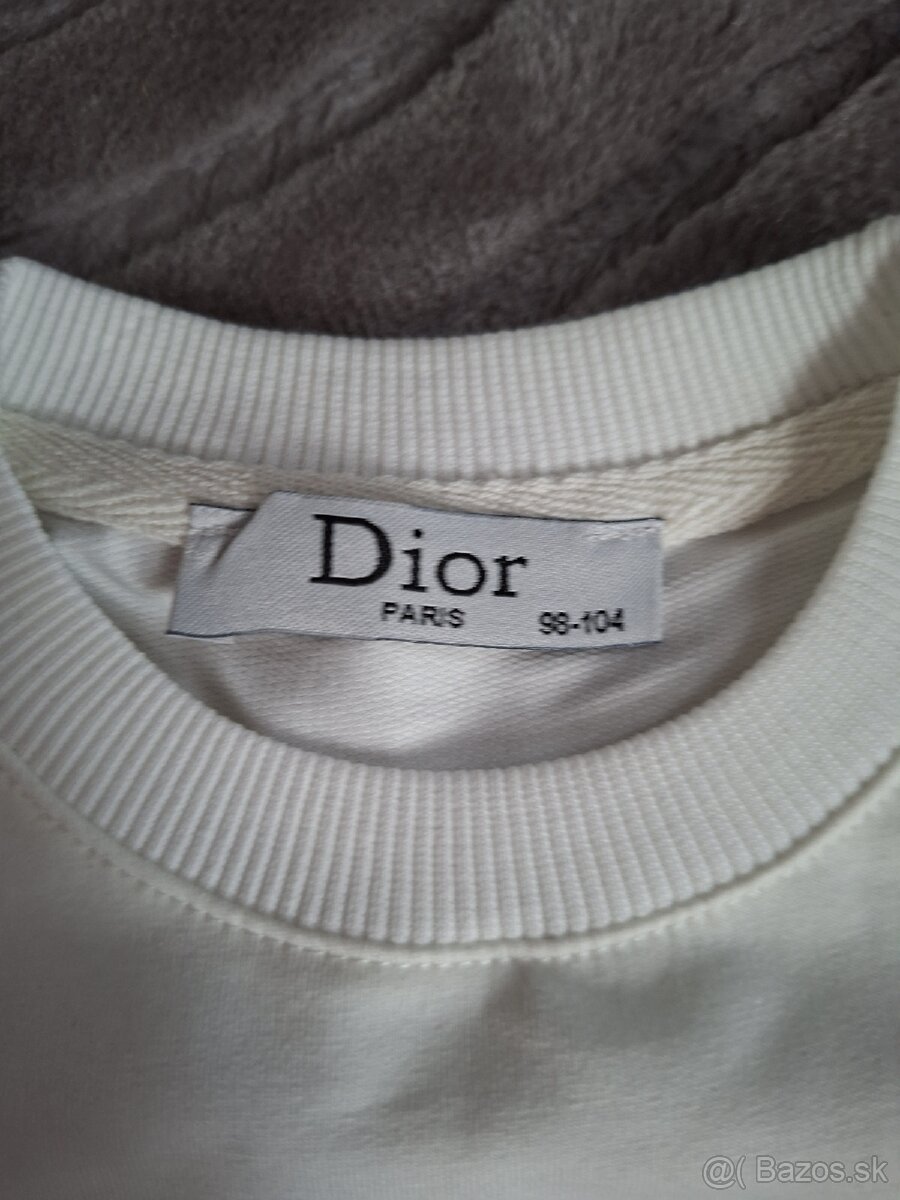 Dior
PARIS 98-104
@( Bazos.sk